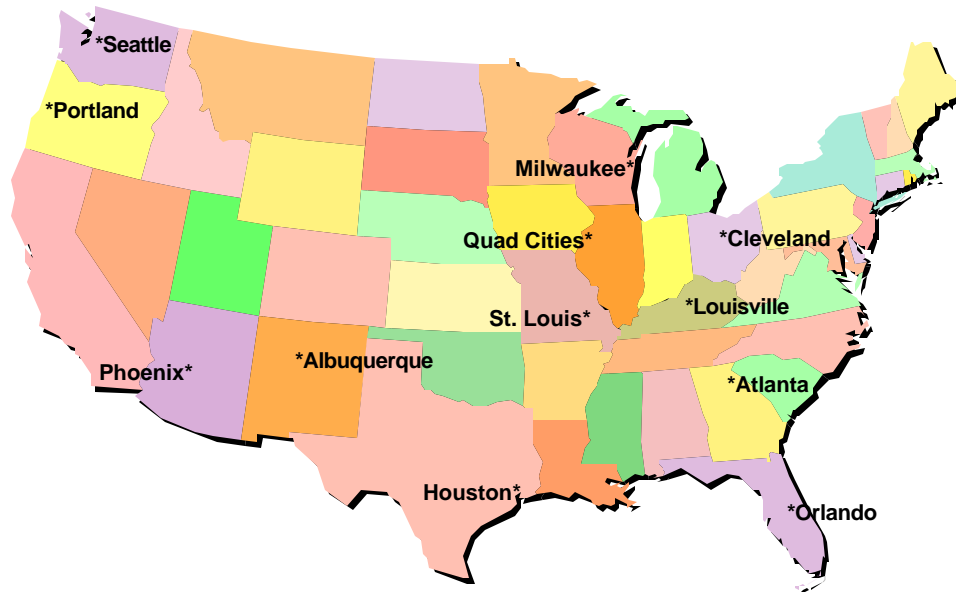 *Seattle
*Portland
Milwaukee*
Quad Cities*
*Cleveland
*Louisville
St. Louis*
*Albuquerque
Phoenix*
*Atlanta
Houston*
*Orlando